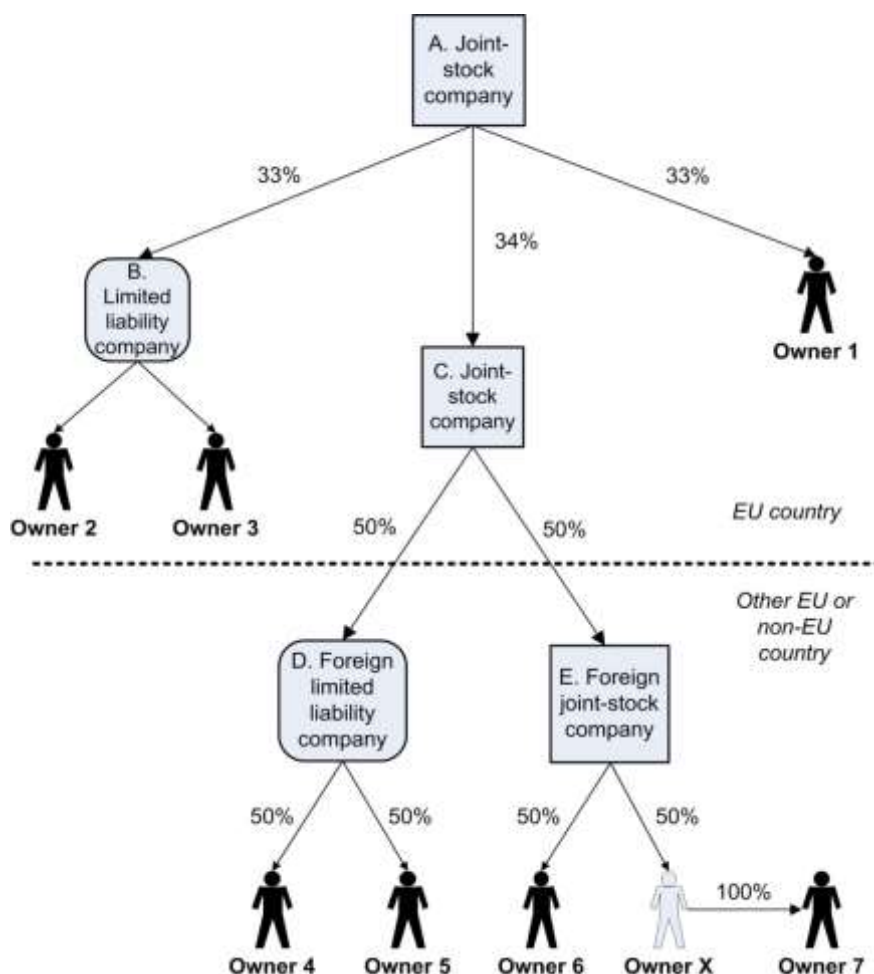 A. Joint-
stock
company
33%
34%
33%
B.
Limited
liability
company
Owner 1
C. Joint-
stock
company
Owner 2
Owner 3
50%
50%
EU country
Other EU or
non-EU
country
D. Foreign
limited
liability
company
E. Foreign
joint-stock
company
50%
50%
50%
50%
100%
Owner 4
Owner 5
Owner 6
Owner X
Owner 7